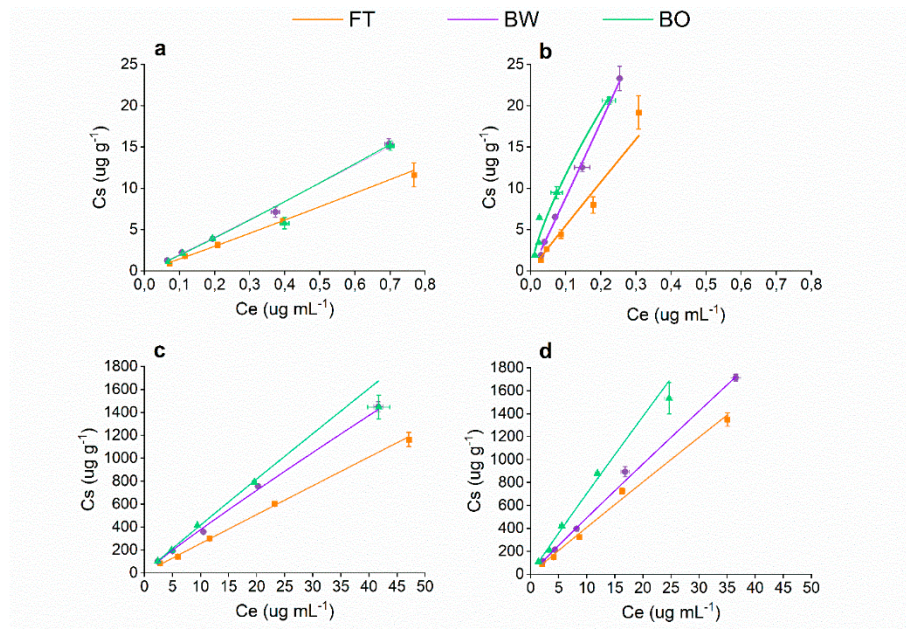 FT BW BO
a b
25 25
20 20
15 15
10 10
5 5
0 0
0,0 0,1 0,2 0,3 0,4 0,5 0,6 0,7 0,8 0,0 0,1 0,2 0,3 0,4 0,5 0,6 0,7 0,8
Cs (ug g⁻¹) Cs (ug g⁻¹)
Ce (ug mL⁻¹) Ce (ug mL⁻¹)
c d
1800 1800
1600 1600
1400 1400
1200 1200
1000 1000
800 800
600 600
400 400
200 200
0 0
0 5 10 15 20 25 30 35 40 45 50 0 5 10 15 20 25 30 35 40 45 50
Cs (ug g⁻¹) Cs (ug g⁻¹)
Ce (ug mL⁻¹) Ce (ug mL⁻¹)